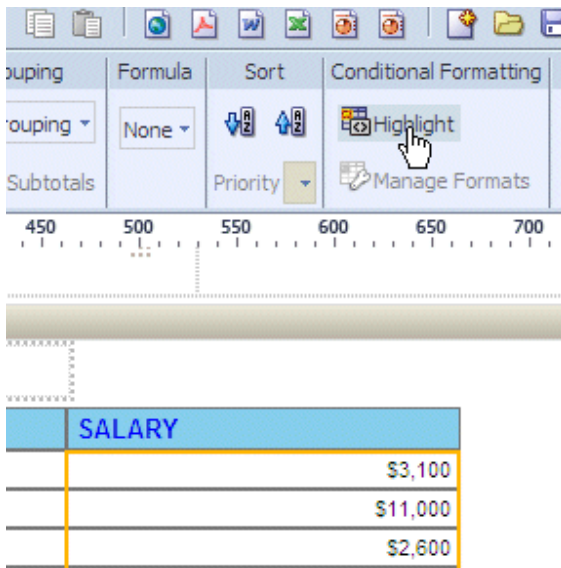 ouping Formula Sort Conditional Formatting
rouping None Highlight
Subtotals Priority Manage Formats
450 500 550 600 650 700
SALARY
$3,100
$11,000
$2,600